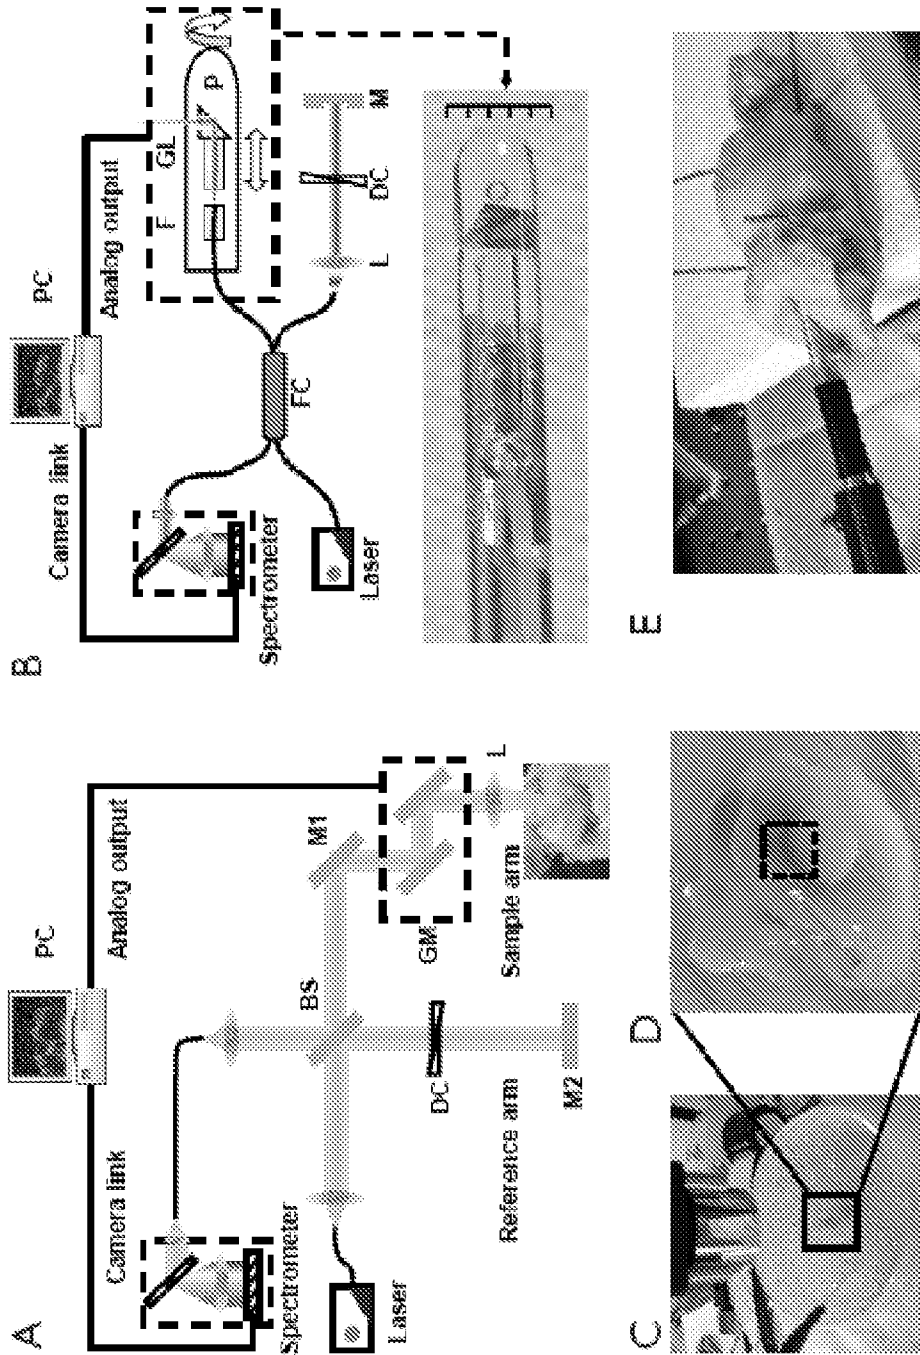 A
PC
Camera link
Analog output
Spectrometer
Laser
BS
M1
GM
L
Sample arm
DC
Reference arm
M2
B
PC
Camera link
Analog output
Spectrometer
Laser
FC
F
GL
P
L
DC
M
C
D
E